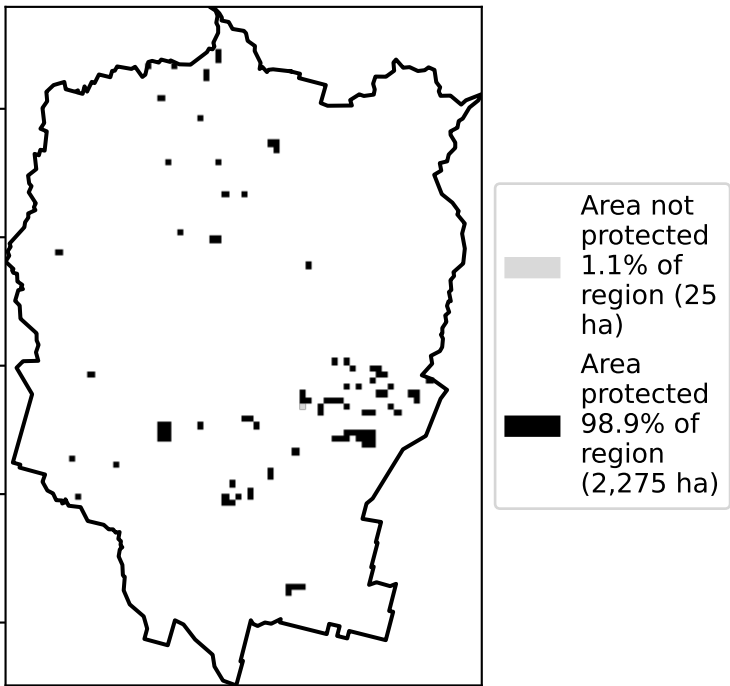 Area not
protected
1.1% of
region (25
ha)
Area
protected
98.9% of
region
(2,275 ha)